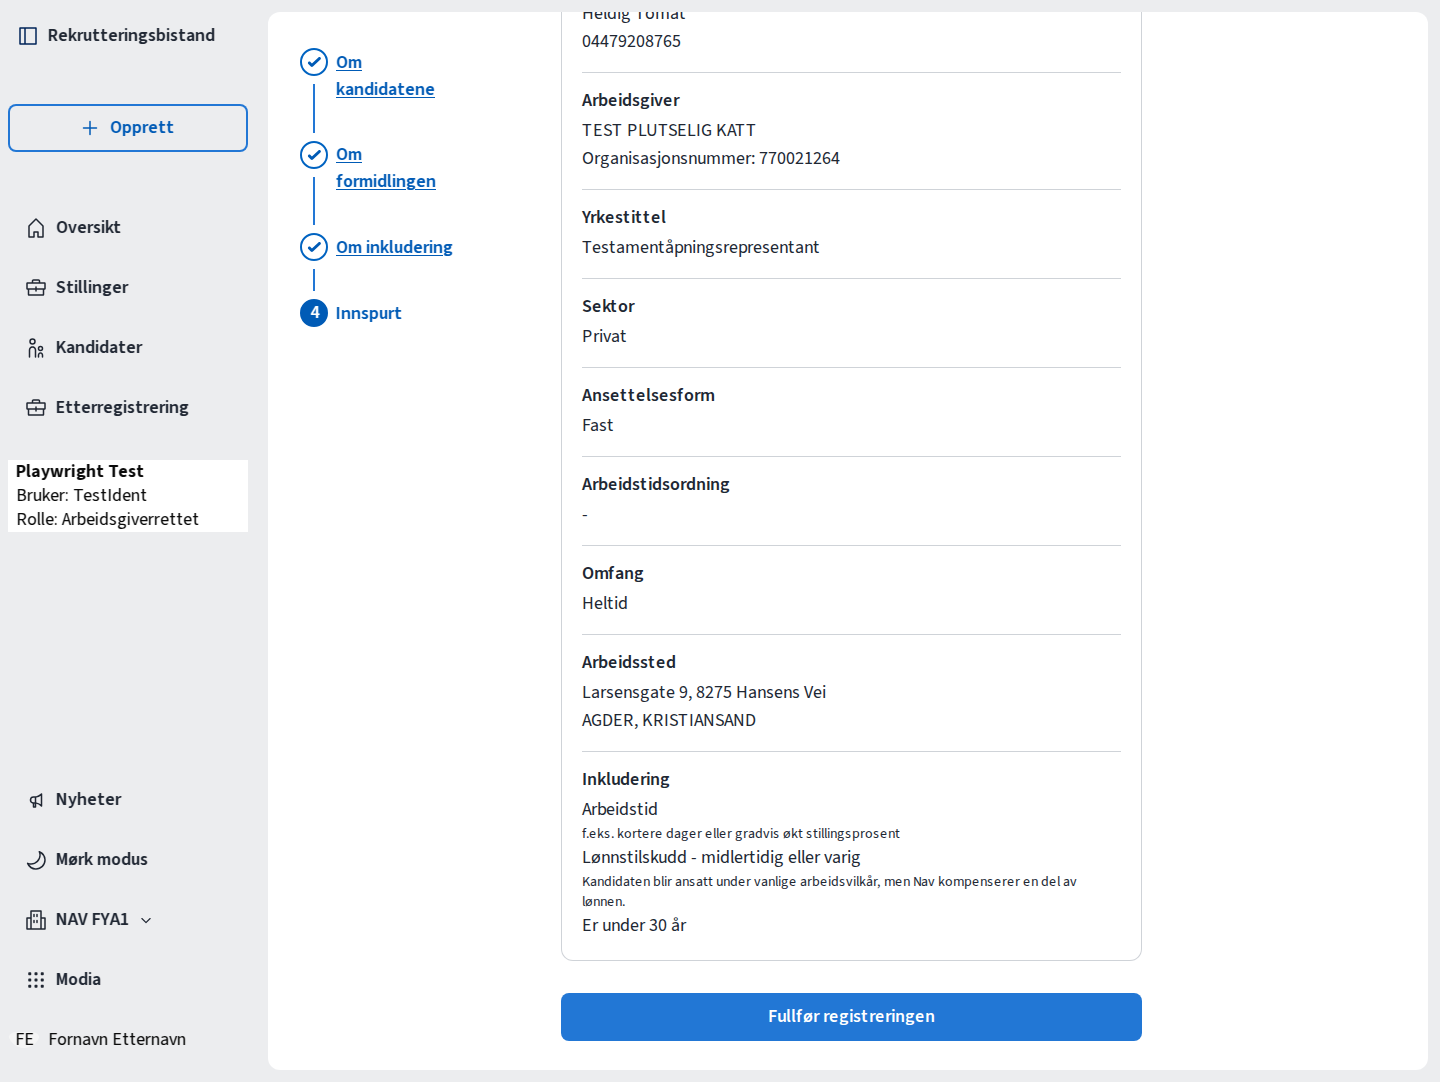 Rekrutteringsbistand
Opprett
Oversikt
Stillinger
Kandidater
Etterregistrering
Playwright Test
Bruker: TestIdent
Rolle: Arbeidsgiverrettet
Nyheter
Mørk modus
NAV FYA1
Modia
FE Fornavn Etternavn
Om
kandidatene
Om
formidlingen
Om inkludering
4 Innspurt
Heldig Tomat
04479208765
Arbeidsgiver
TEST PLUTSELIG KATT
Organisasjonsnummer: 770021264
Yrkestittel
Testamentåpningsrepresentant
Sektor
Privat
Ansettelsesform
Fast
Arbeidstidsordning
-
Omfang
Heltid
Arbeidssted
Larsensgate 9, 8275 Hansens Vei
AGDER, KRISTIANSAND
Inkludering
Arbeidstid
f.eks. kortere dager eller gradvis økt stillingsprosent
Lønnstilskudd - midlertidig eller varig
Kandidaten blir ansatt under vanlige arbeidsvilkår, men Nav kompenserer en del av
lønnen.
Er under 30 år
Fullfør registreringen